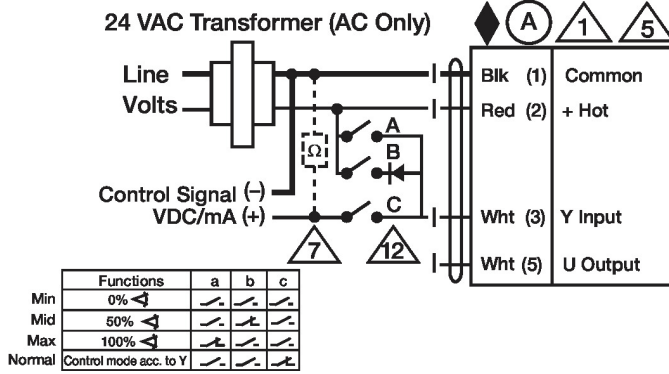 24 VAC Transformer (AC Only)
A
1
5
Line
Volts
Blk (1) Common
Red (2) + Hot
A
B
Ω
C
Control Signal (-)
VDC/mA (+)
Wht (3) Y Input
7
12
Wht (5) U Output
Functions a b c
Min 0%
Mid 50%
Max 100%
Normal Control mode acc. to Y